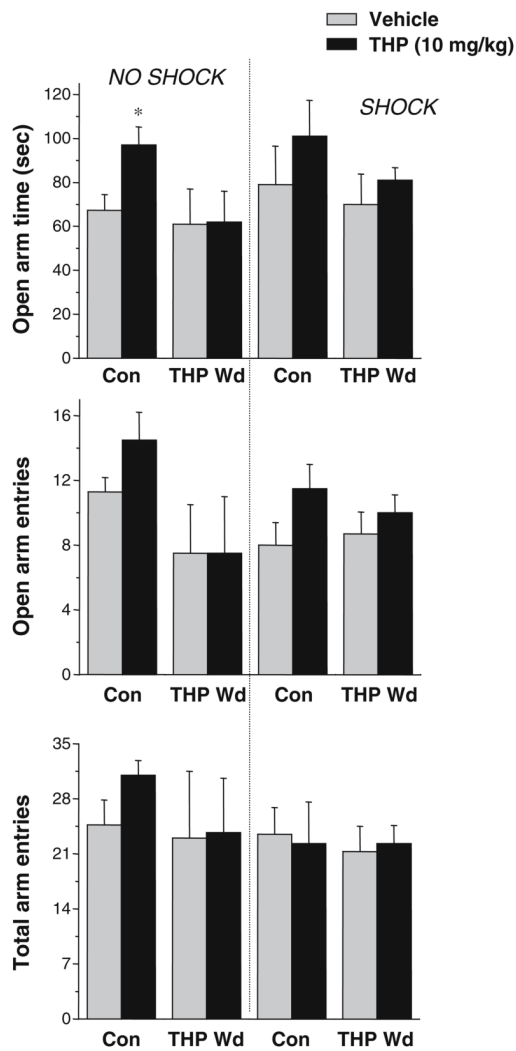 Vehicle
THP (10 mg/kg)
NO SHOCK
SHOCK
*
Open arm time (sec)
120
100
80
60
40
20
0
Con THP Wd Con THP Wd
Open arm entries
16
12
8
4
0
Con THP Wd Con THP Wd
Total arm entries
35
28
21
14
7
0
Con THP Wd Con THP Wd